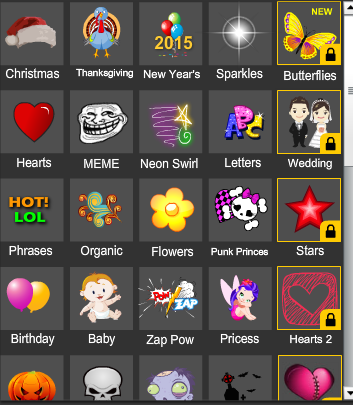 NEW
2015
Christmas Thanksgiving New Year's Sparkles Butterflies
APC
Hearts MEME Neon Swirl Letters Wedding
HOT!
LOL
Phrases Organic Flowers Punk Princes Stars
POW!
ZAP
Birthday Baby Zap Pow Pricess Hearts 2